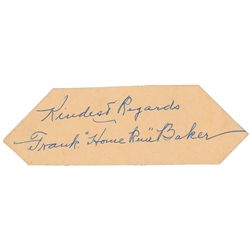 Kindest Regards
Frank "Home Run" Baker